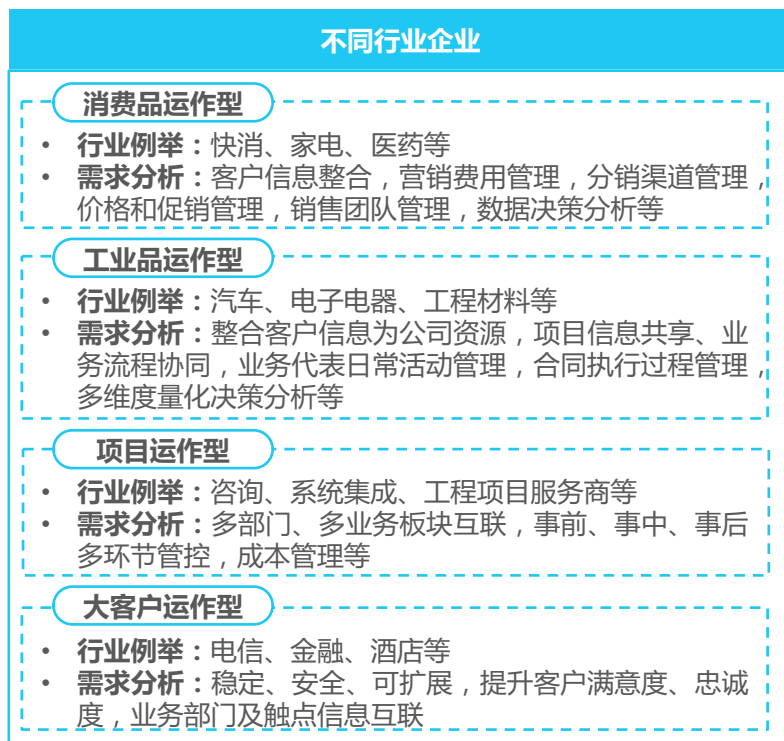 不同行业企业
消费品运作型
• 行业例举：快消、家电、医药等
• 需求分析：客户信息整合，营销费用管理，分销渠道管理，
价格和促销管理，销售团队管理，数据决策分析等
工业品运作型
• 行业例举：汽车、电子电器、工程材料等
• 需求分析：整合客户信息为公司资源，项目信息共享、业
务流程协同，业务代表日常活动管理，合同执行过程管理，
多维度量化决策分析等
项目运作型
• 行业例举：咨询、系统集成、工程项目服务商等
• 需求分析：多部门、多业务板块互联，事前、事中、事后
多环节管控，成本管理等
大客户运作型
• 行业例举：电信、金融、酒店等
• 需求分析：稳定、安全、可扩展，提升客户满意度、忠诚
度，业务部门及触点信息互联